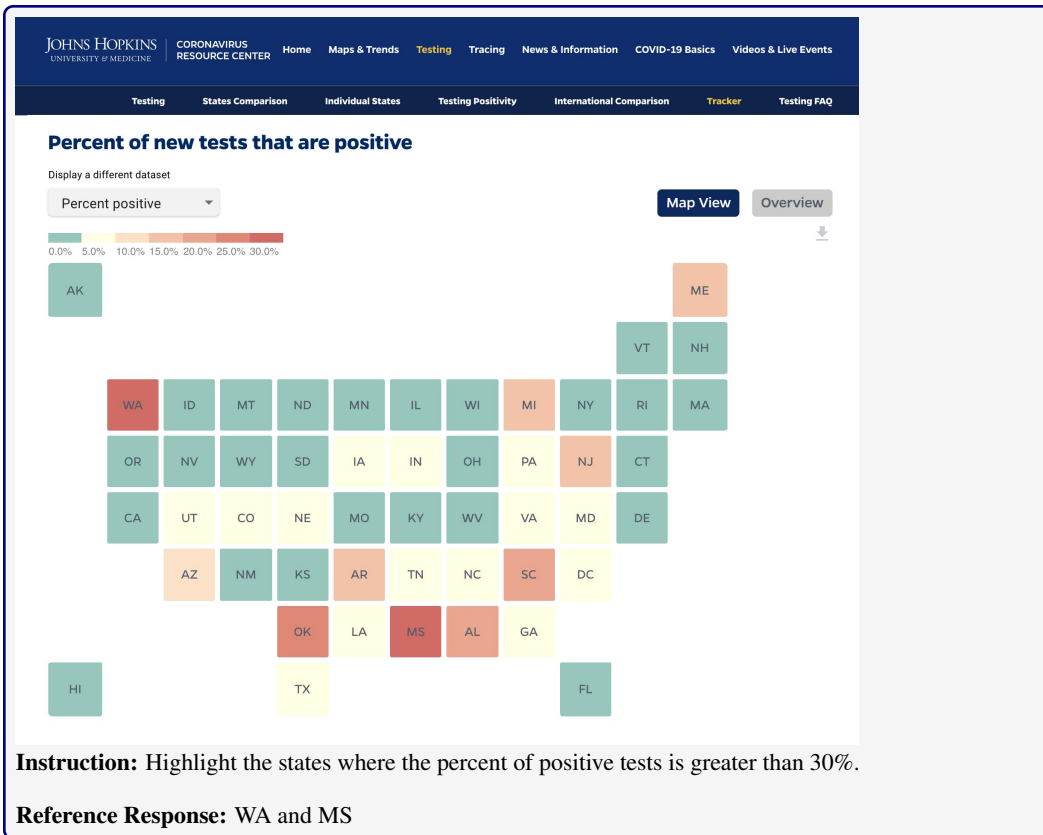 JOHNS HOPKINS
UNIVERSITY & MEDICINE
CORONAVIRUS
RESOURCE CENTER
Home Maps & Trends Testing Tracing News & Information COVID-19 Basics Videos & Live Events
Testing States Comparison Individual States Testing Positivity International Comparison Tracker Testing FAQ
Percent of new tests that are positive
Display a different dataset
Percent positive
Map View Overview
0.0% 5.0% 10.0% 15.0% 20.0% 25.0% 30.0%
AK ME
VT NH
WA ID MT ND MN IL WI MI NY RI MA
OR NV WY SD IA IN OH PA NJ CT
CA UT CO NE MO KY WV VA MD DE
AZ NM KS AR TN NC SC DC
OK LA MS AL GA
HI TX FL
Instruction: Highlight the states where the percent of positive tests is greater than 30%.
Reference Response: WA and MS